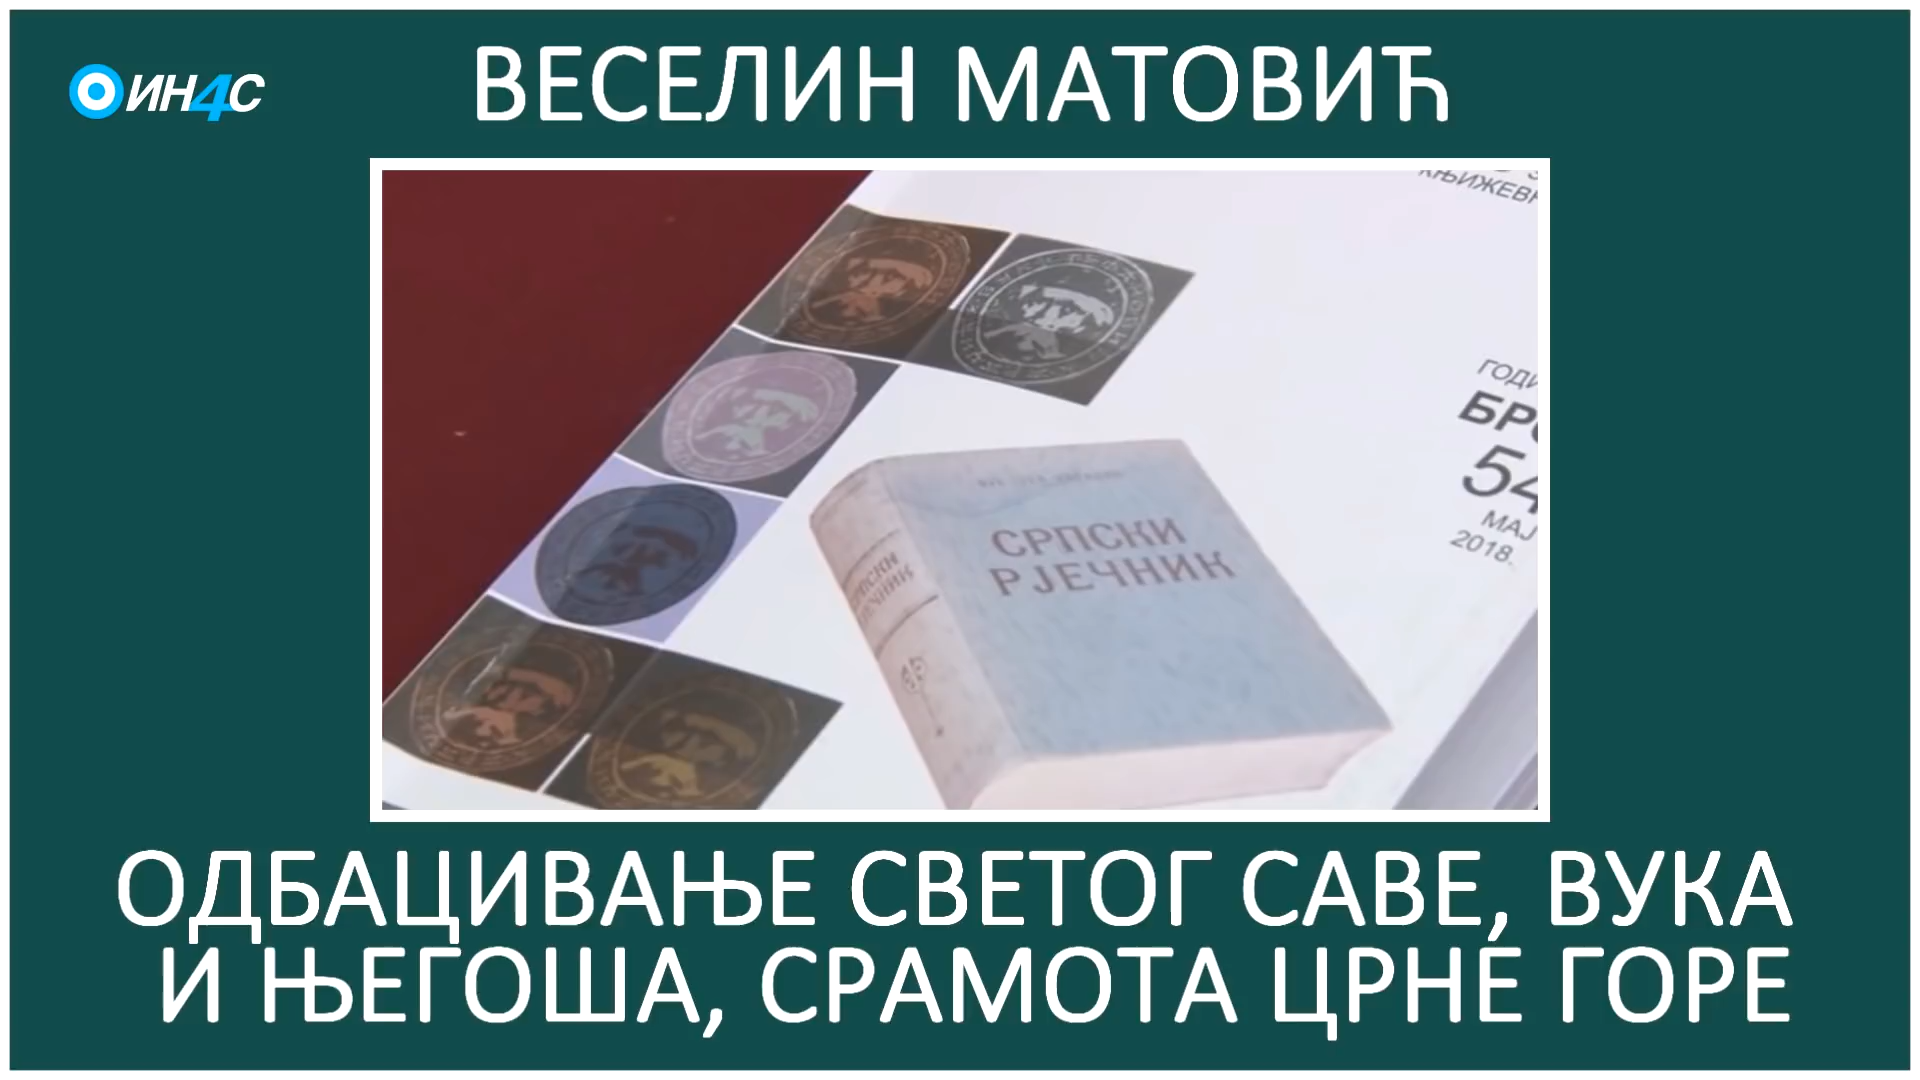 ИН4С
ВЕСЕЛИН МАТОВИЋ
КЊИЖЕВН
ГОДИ
БРО
54
МАЈ
2018.
СРПСКИ
РЈЕЧНИК
СРПСКИ
РЈЕЧНИК
ОДБАЦИВАЊЕ СВЕТОГ САВЕ, ВУКА
И ЊЕГОША, СРАМОТА ЦРНЕ ГОРЕ